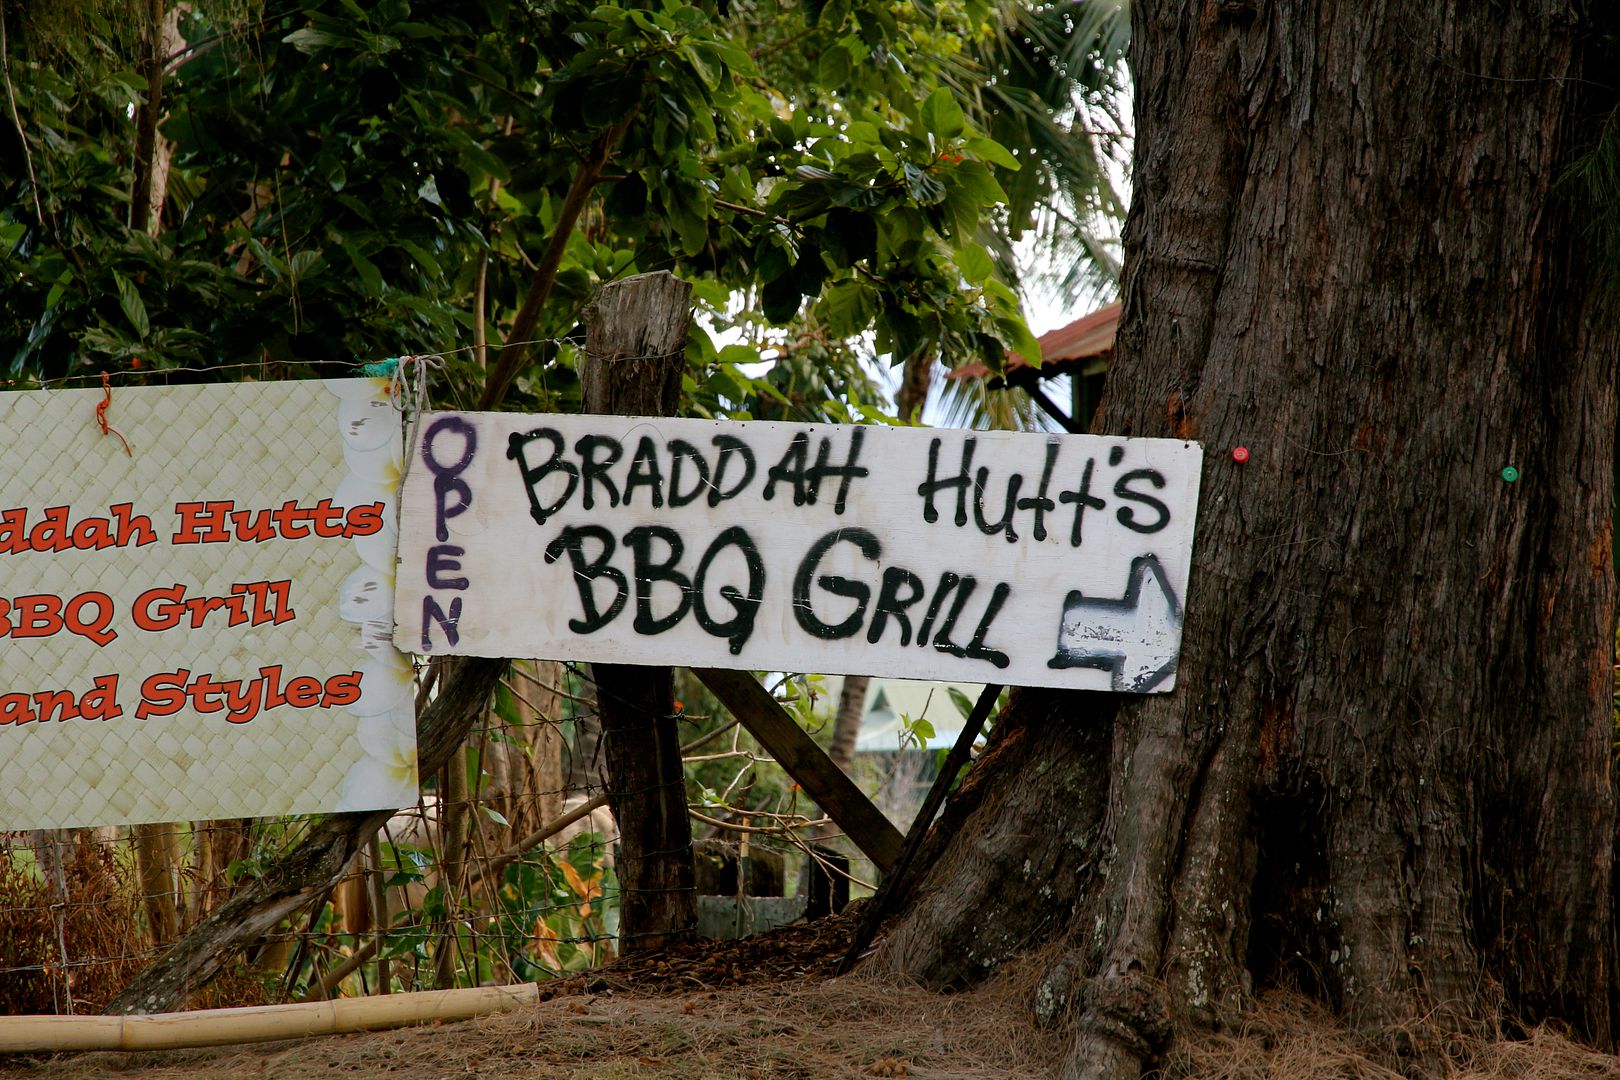 ddah Hutts
BBQ Grill
and Styles
OPEN
BRADDAH Hutt's
BBQ GRILL